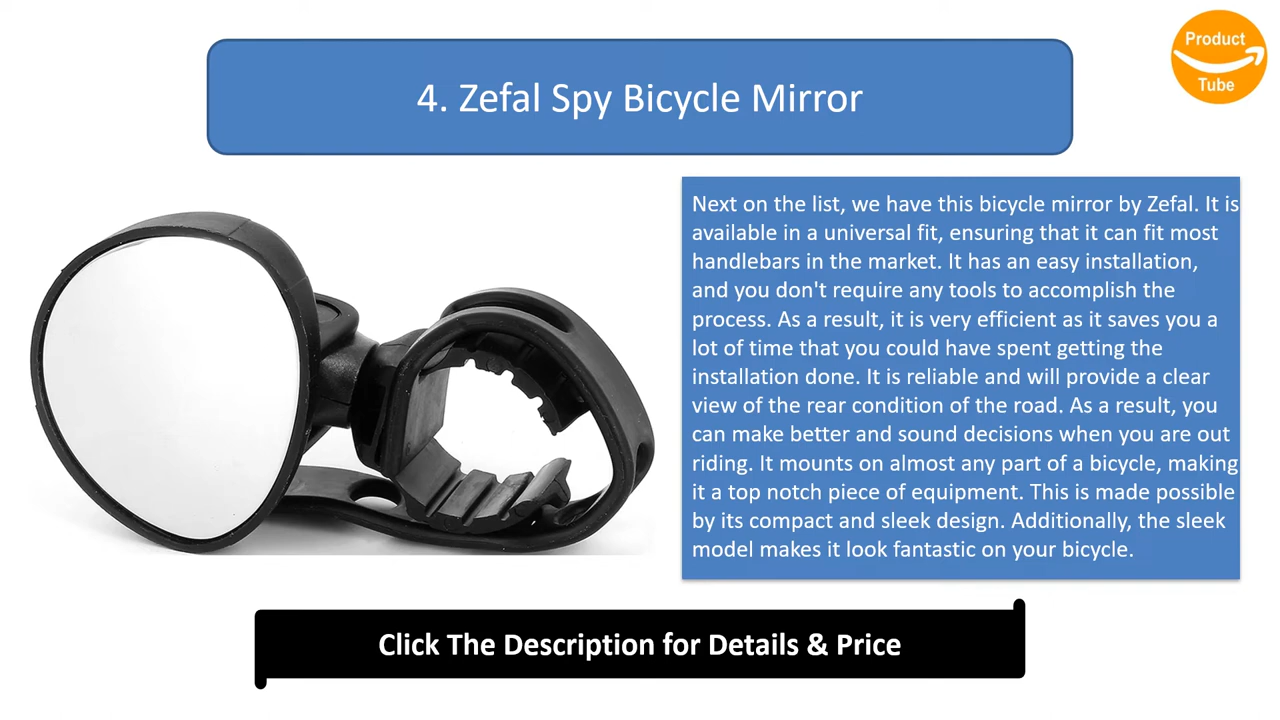 Product
Tube
4. Zefal Spy Bicycle Mirror
Next on the list, we have this bicycle mirror by Zefal. It is
available in a universal fit, ensuring that it can fit most
handlebars in the market. It has an easy installation,
and you don't require any tools to accomplish the
process. As a result, it is very efficient as it saves you a
lot of time that you could have spent getting the
installation done. It is reliable and will provide a clear
view of the rear condition of the road. As a result, you
can make better and sound decisions when you are out
riding. It mounts on almost any part of a bicycle, making
it a top notch piece of equipment. This is made possible
by its compact and sleek design. Additionally, the sleek
model makes it look fantastic on your bicycle.
Click The Description for Details & Price